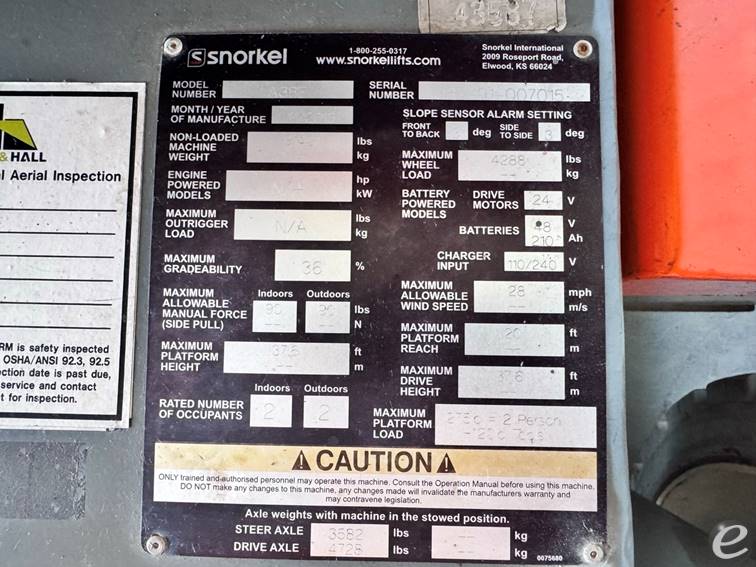 43587
snorkel
1-800-255-0317
www.snorkellifts.com
Snorkel International
2009 Roseport Road,
Elwood, KS 66024
MODEL
NUMBER
SERIAL
NUMBER 01-007015
MONTH / YEAR
OF MANUFACTURE
SLOPE SENSOR ALARM SETTING
FRONT
TO BACK deg
SIDE
TO SIDE 3 deg
NON-LOADED
MACHINE
WEIGHT
lbs
kg
MAXIMUM
WHEEL
LOAD
4288 lbs
-- kg
ENGINE
POWERED
MODELS
N/A
hp
kW
BATTERY
POWERED
MODELS
DRIVE
MOTORS 24 V
BATTERIES
48 V
210 Ah
MAXIMUM
OUTRIGGER
LOAD
N/A
lbs
kg
CHARGER
INPUT 110/240 V
MAXIMUM
GRADEABILITY 36 %
MAXIMUM
ALLOWABLE
WIND SPEED
28 mph
-- m/s
MAXIMUM
ALLOWABLE
MANUAL FORCE
(SIDE PULL)
Indoors Outdoors
lbs
-- -- N
MAXIMUM
PLATFORM
REACH
20 ft
-- m
MAXIMUM
PLATFORM
HEIGHT
37.5 ft
-- m
MAXIMUM
DRIVE
HEIGHT
ft
-- m
RATED NUMBER
OF OCCUPANTS
Indoors Outdoors
2 2
MAXIMUM
PLATFORM
LOAD
= 2 Person
CAUTION
ONLY trained and authorised personnel may operate this machine. Consult the Operation Manual before using this machine.
DO NOT make any changes to this machine, any changes made will invalidate the manufacturers warranty and
may contravene legislation.
Axle weights with machine in the stowed position.
STEER AXLE 3582 lbs -- kg
DRIVE AXLE 4728 lbs -- kg
0075680
& HALL
l Aerial Inspection
RM is safety inspected
OSHA/ANSI 92.3, 92.5
ction date is past due,
service and contact
t for inspection.